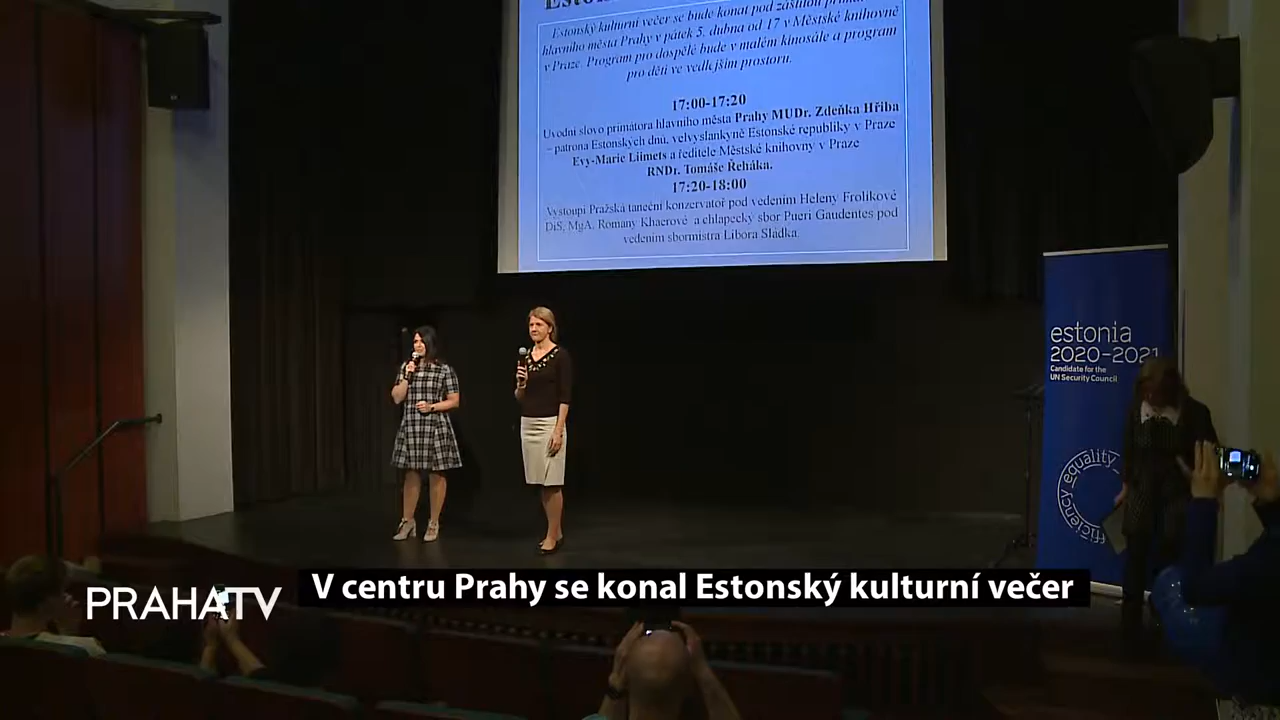 Estonský kulturní večer se bude konat pod záštitou
hlavního města Prahy v pátek 5. dubna od 17 v Městské knihovně
v Praze. Program pro dospělé bude v malém kinosále a program
pro děti ve vedlejším prostoru.
17:00-17:20
Úvodní slovo primátora hlavního města Prahy MUDr. Zdeňka Hřiba
– patrona Estonských dnů, velvyslankyně Estonské republiky v Praze
Evy-Marie Liimets a ředitele Městské knihovny v Praze
RNDr. Tomáše Řeháka.
17:20-18:00
Vystoupí Pražská taneční konzervatoř pod vedením Heleny Frolíkové
DiS, MgA. Romany Khaerové a chlapecký sbor Pueri Gaudentes pod
vedením sbormistra Libora Sládka.
estonia
2020–2021
Candidate for the
UN Security Council
equality
efficiency
PRAHATV
V centru Prahy se konal Estonský kulturní večer